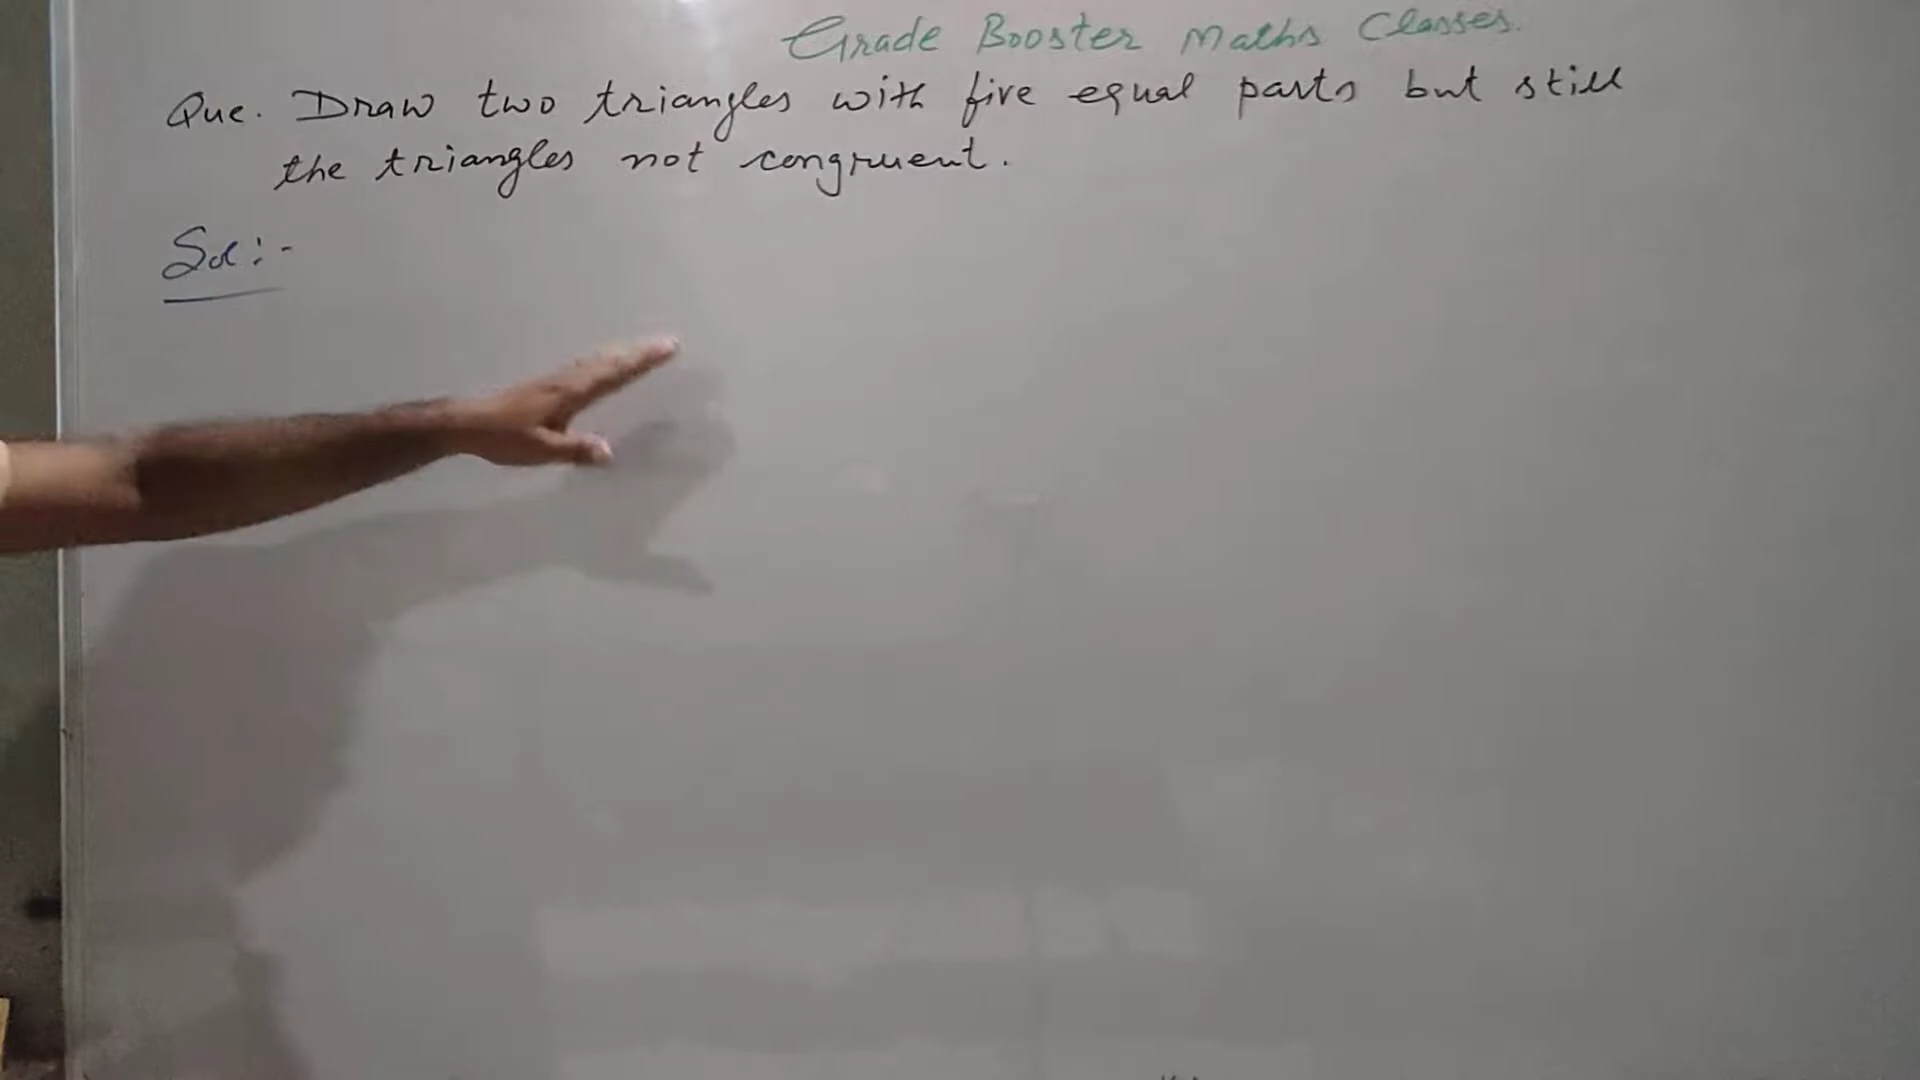 Grade Booster Maths Classes.
Que. Draw two triangles with five equal parts but still
the triangles not congruent.
Sol:-